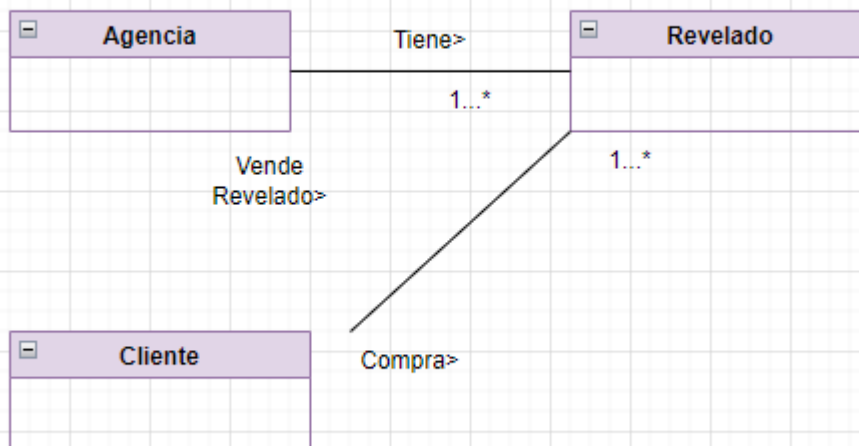 Agencia
Tiene>
Revelado
1...*
Vende
Revelado>
1...*
Cliente
Compra>